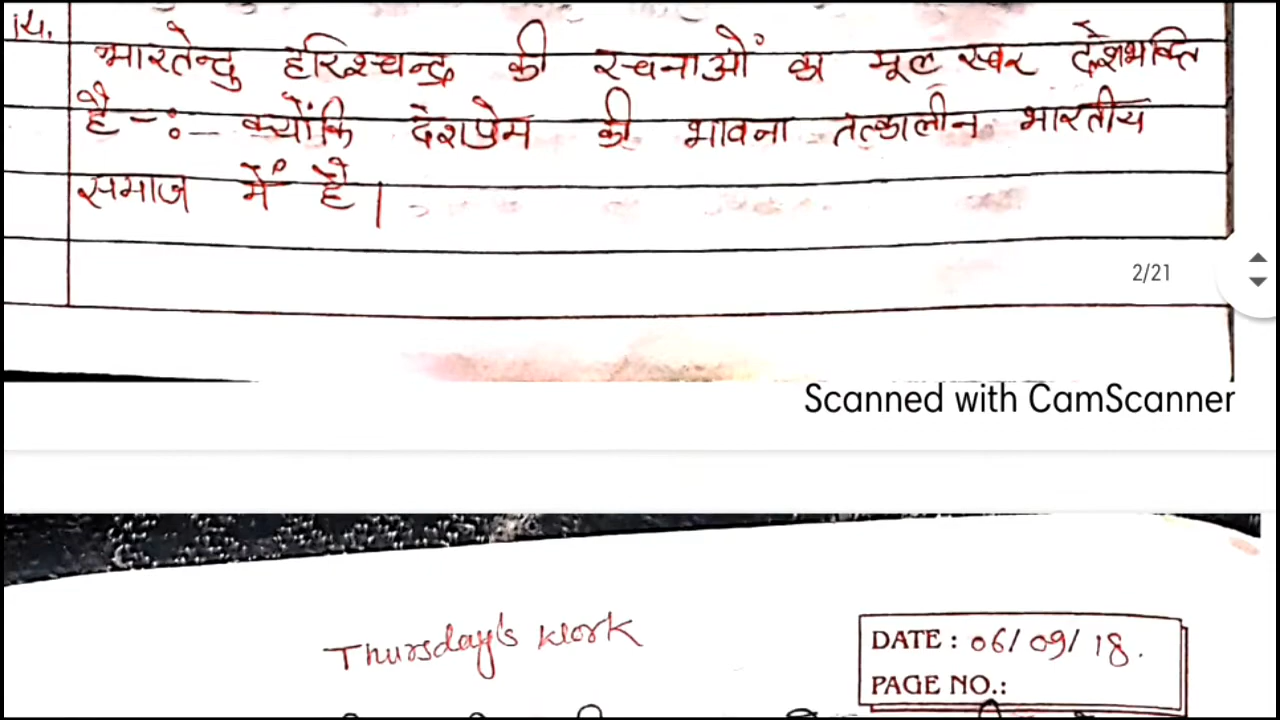 14.
भारतेन्दु हरिश्चन्द्र की रचनाओं का मूल स्वर देशभक्ति
है -:- क्योंकि देशप्रेम की भावना तत्कालीन भारतीय
समाज में है।
2/21
Scanned with CamScanner
Thursday's Work
DATE : 06/09/18.
PAGE NO.: